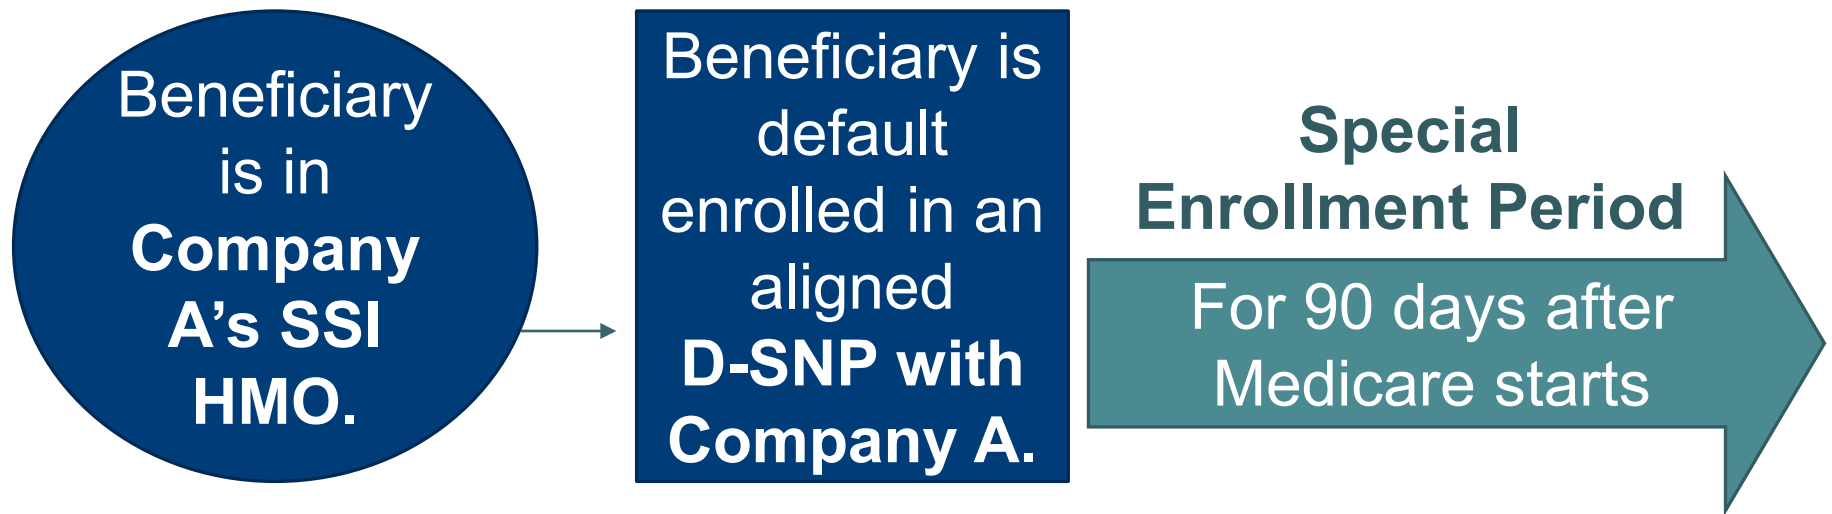 Beneficiary
is in
Company
A’s SSI
HMO.
Beneficiary is
default
enrolled in an
aligned
D-SNP with
Company A.
Special
Enrollment Period
For 90 days after
Medicare starts